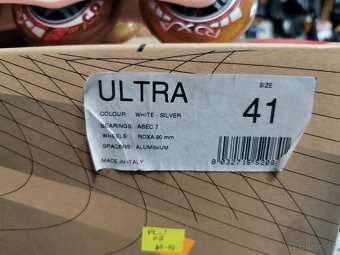 ULTRA
SIZE
41
COLOUR: WHITE - SILVER
BEARINGS: ABEC 7
WHEELS: ROXA 80 mm
SPACERS: ALUMINIUM
MADE IN ITALY